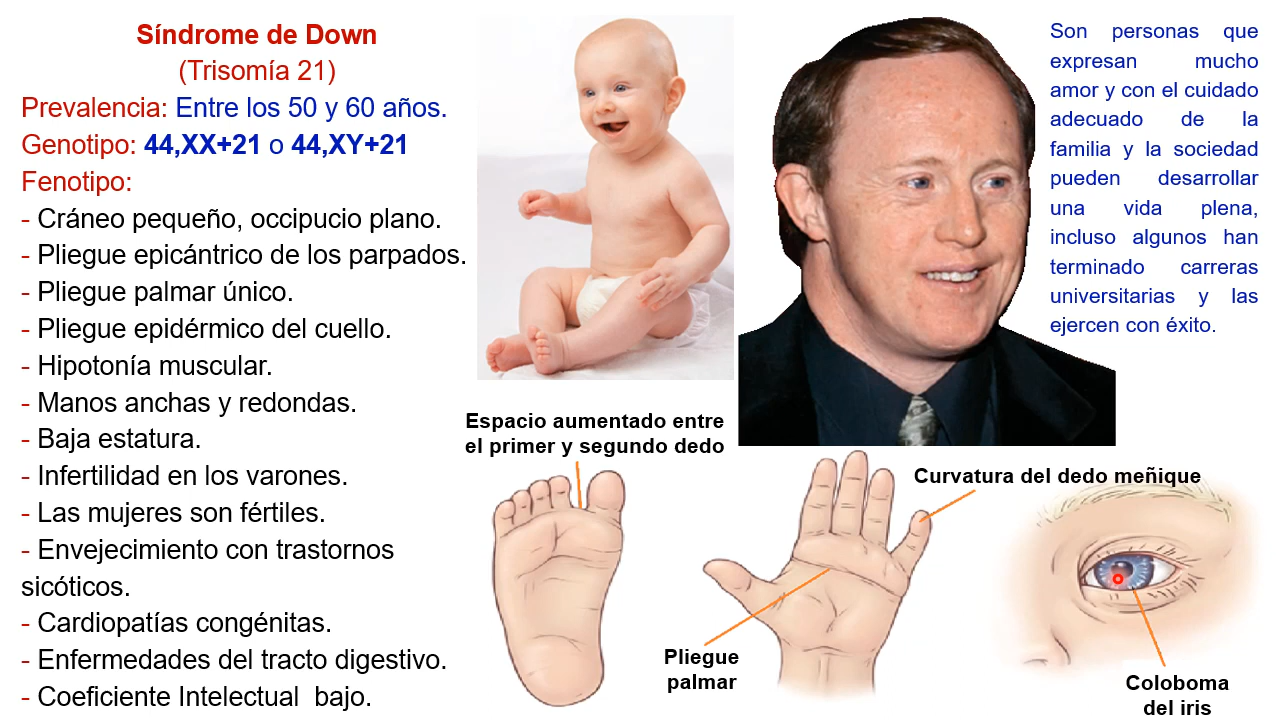 Síndrome de Down
(Trisomía 21)
Prevalencia: Entre los 50 y 60 años.
Genotipo: 44,XX+21 o 44,XY+21
Fenotipo:
- Cráneo pequeño, occipucio plano.
- Pliegue epicántrico de los parpados.
- Pliegue palmar único.
- Pliegue epidérmico del cuello.
- Hipotonía muscular.
- Manos anchas y redondas.
- Baja estatura.
- Infertilidad en los varones.
- Las mujeres son fértiles.
- Envejecimiento con trastornos
sicóticos.
- Cardiopatías congénitas.
- Enfermedades del tracto digestivo.
- Coeficiente Intelectual  bajo.
Son personas que
expresan mucho
amor y con el cuidado
adecuado de la
familia y la sociedad
pueden desarrollar
una vida plena,
incluso algunos han
terminado carreras
universitarias y las
ejercen con éxito.
Espacio aumentado entre
el primer y segundo dedo
Curvatura del dedo meñique
Pliegue
palmar
Coloboma
del iris